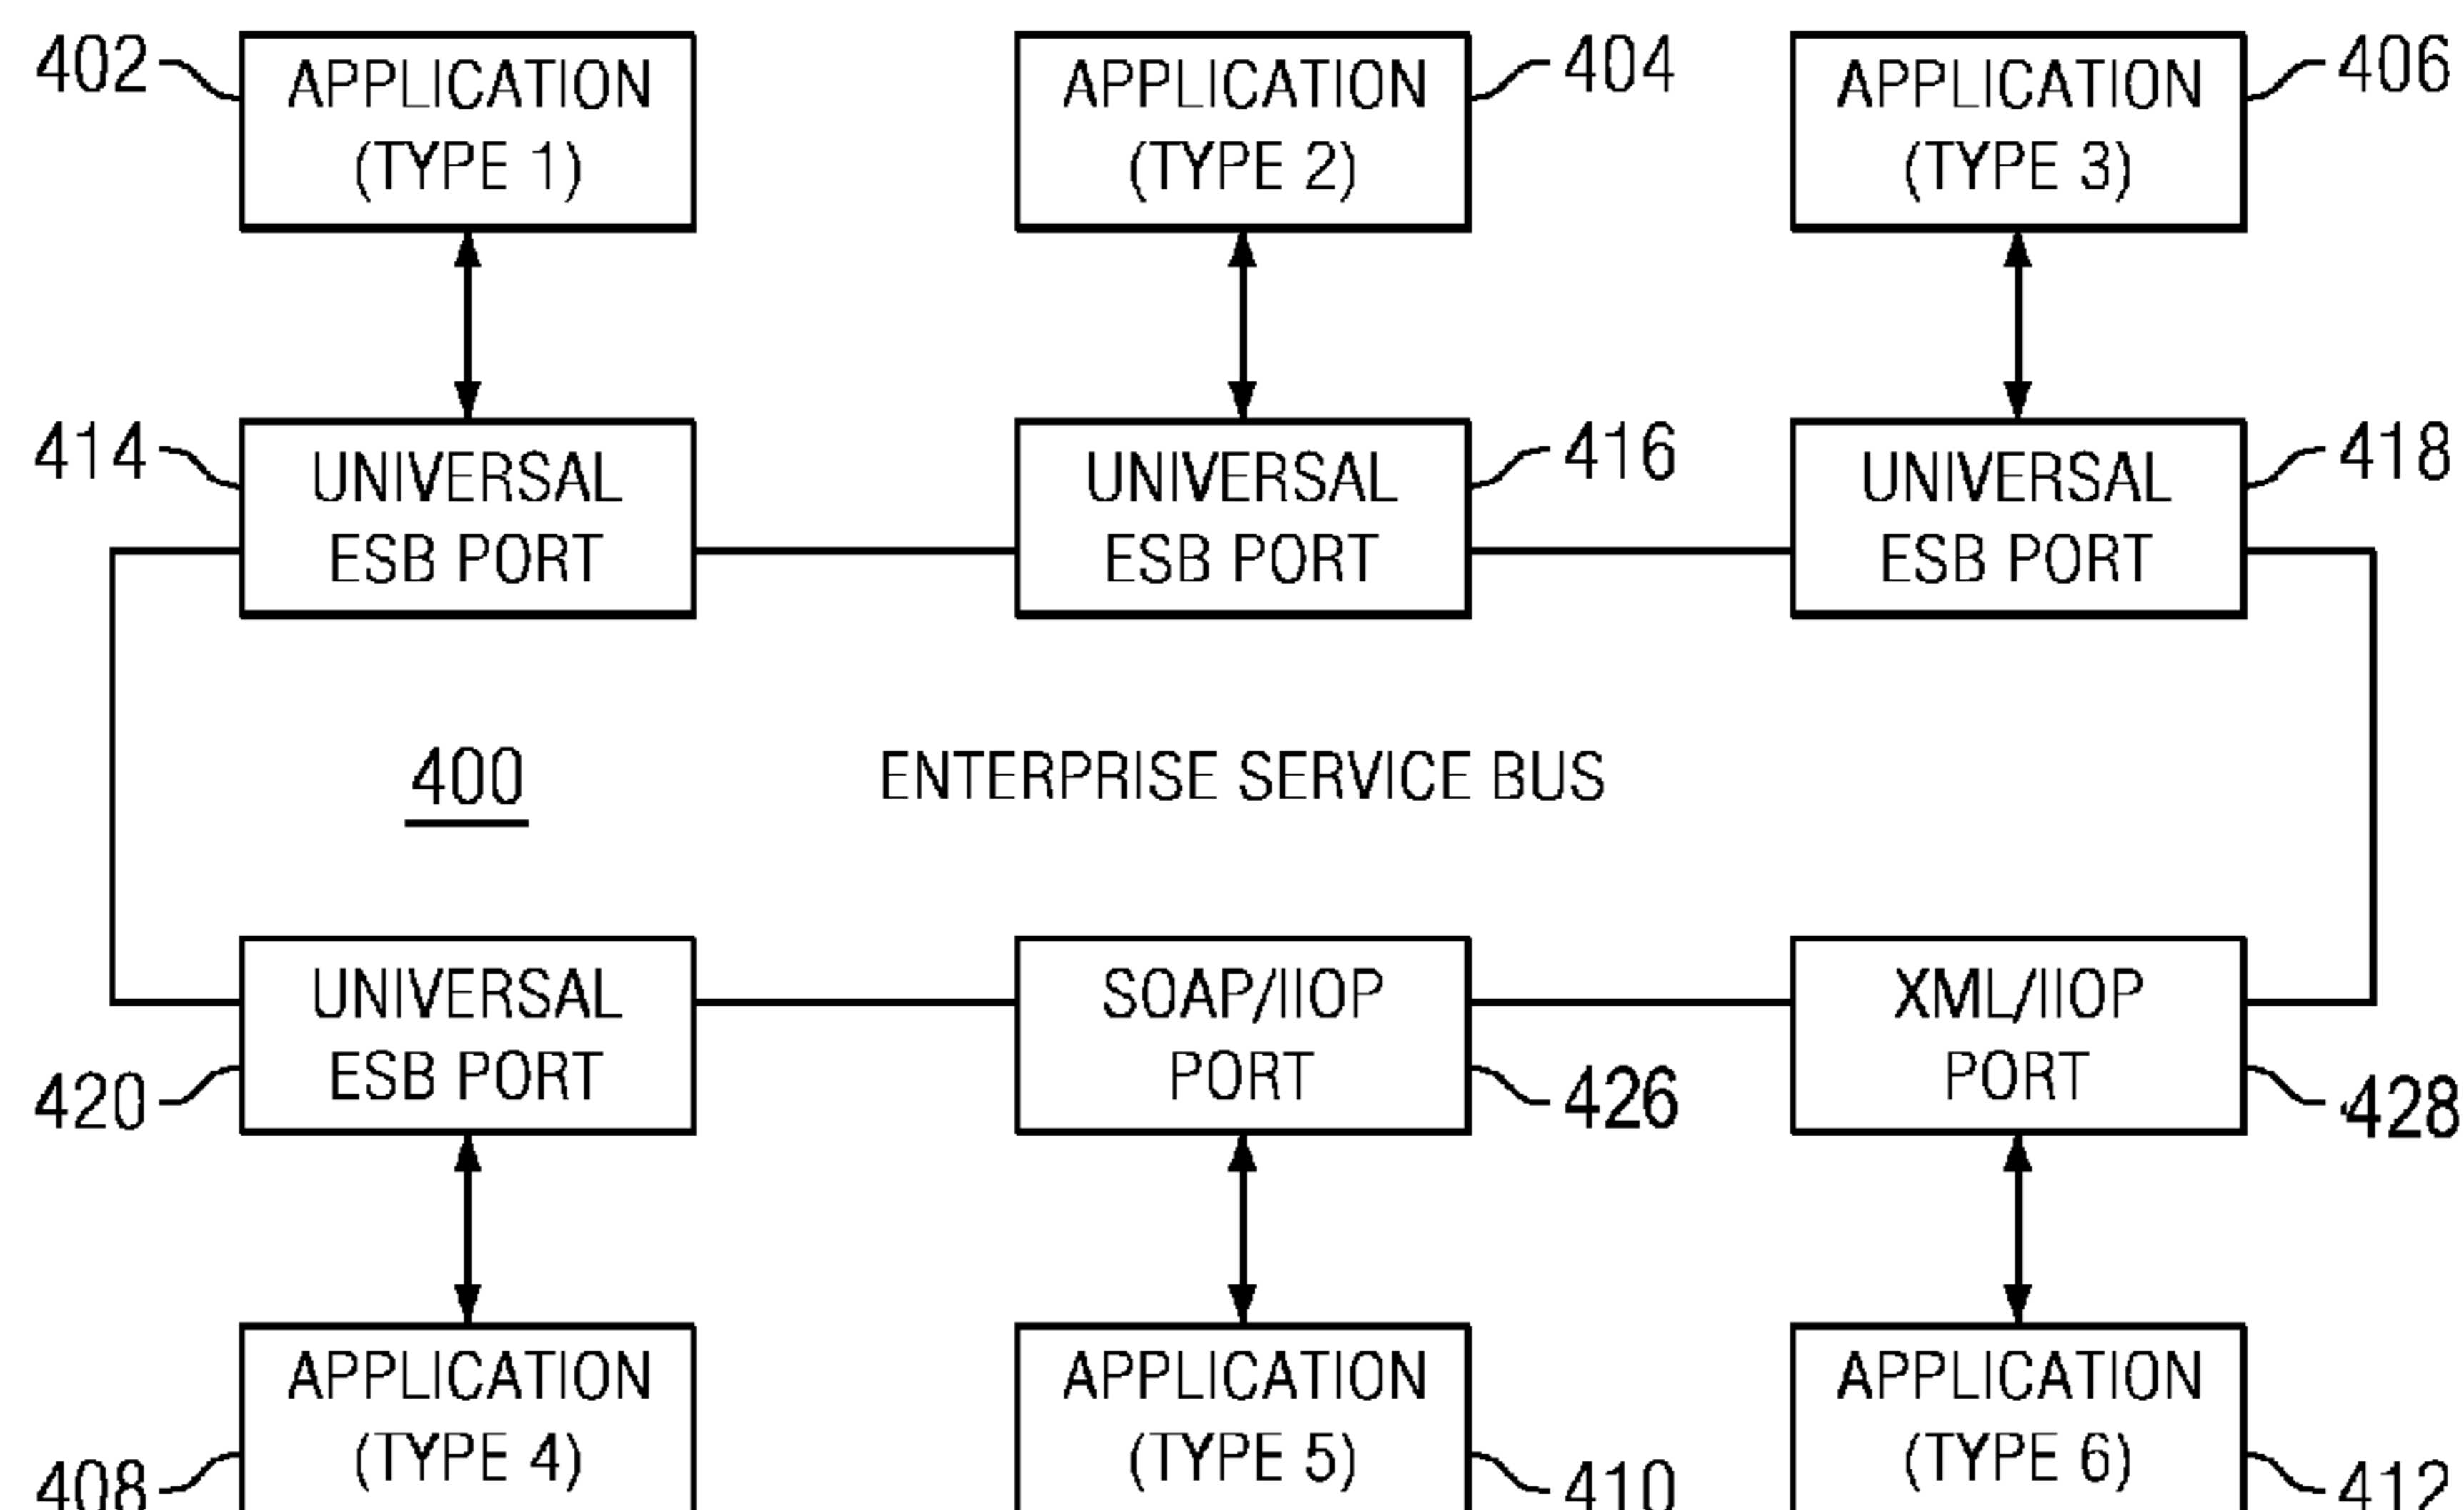 402
APPLICATION
(TYPE 1)
APPLICATION
(TYPE 2)
404
APPLICATION
(TYPE 3)
406
414
UNIVERSAL
ESB PORT
UNIVERSAL
ESB PORT
416
UNIVERSAL
ESB PORT
418
400
ENTERPRISE SERVICE BUS
UNIVERSAL
ESB PORT
420
SOAP/IIOP
PORT
426
XML/IIOP
PORT
428
APPLICATION
(TYPE 4)
408
APPLICATION
(TYPE 5)
410
APPLICATION
(TYPE 6)
412